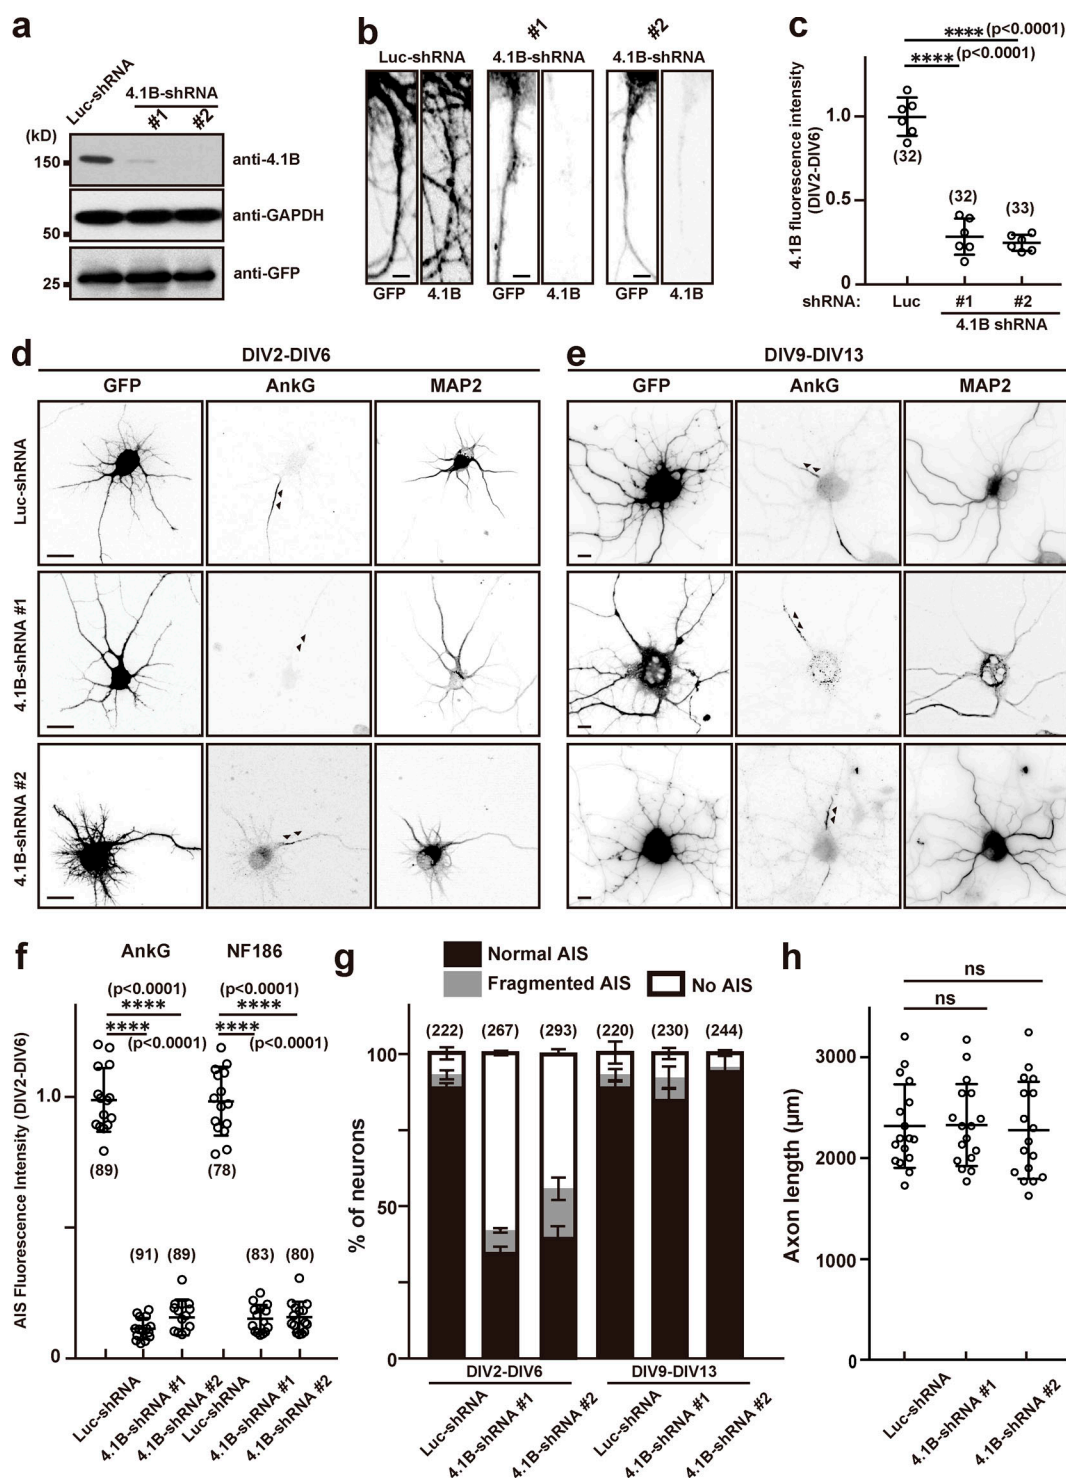 a
Luc-shRNA
4.1B-shRNA
#1
#2
(kD)
150
anti-4.1B
anti-GAPDH
50
anti-GFP
25
b
#1
#2
Luc-shRNA
4.1B-shRNA
4.1B-shRNA
GFP
4.1B
GFP
4.1B
GFP
4.1B
c
****(p<0.0001)
****(p<0.0001)
4.1B fluorescence intensity
(DIV2-DIV6)
1.0
0.5
0
(32)
(32)
(33)
shRNA:
Luc
#1
#2
4.1B shRNA
d
DIV2-DIV6
GFP
AnkG
MAP2
Luc-shRNA
4.1B-shRNA #1
4.1B-shRNA #2
e
DIV9-DIV13
GFP
AnkG
MAP2
f
AnkG
NF186
(p<0.0001)
(p<0.0001)
****
****
****
****
(p<0.0001)
(p<0.0001)
AIS Fluorescence Intensity (DIV2-DIV6)
1.0
0
(89)
(78)
(91)
(89)
(83)
(80)
Luc-shRNA
4.1B-shRNA #1
4.1B-shRNA #2
Luc-shRNA
4.1B-shRNA #1
4.1B-shRNA #2
g
Normal AIS
Fragmented AIS
No AIS
(222)
(267)
(293)
(220)
(230)
(244)
% of neurons
100
50
0
DIV2-DIV6
DIV9-DIV13
Luc-shRNA
4.1B-shRNA #1
4.1B-shRNA #2
Luc-shRNA
4.1B-shRNA #1
4.1B-shRNA #2
h
ns
ns
Axon length (µm)
3000
2000
1000
0
Luc-shRNA
4.1B-shRNA #1
4.1B-shRNA #2